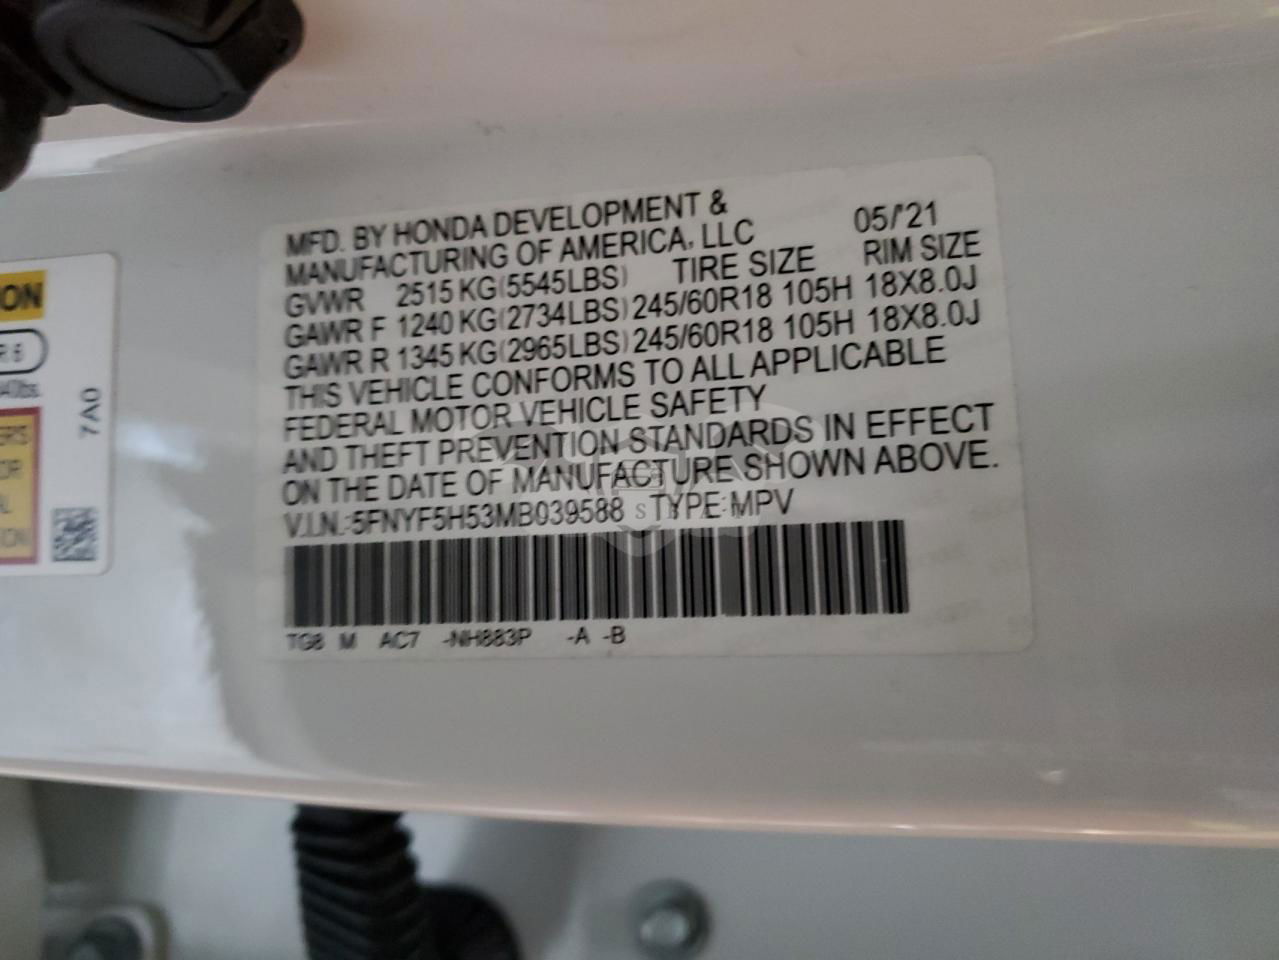 MFD. BY HONDA DEVELOPMENT &
MANUFACTURING OF AMERICA, LLC 05/'21
GVWR 2515 KG(5545LBS) TIRE SIZE RIM SIZE
GAWR F 1240 KG(2734LBS) 245/60R18 105H 18X8.0J
GAWR R 1345 KG(2965LBS) 245/60R18 105H 18X8.0J
THIS VEHICLE CONFORMS TO ALL APPLICABLE
FEDERAL MOTOR VEHICLE SAFETY
AND THEFT PREVENTION STANDARDS IN EFFECT
ON THE DATE OF MANUFACTURE SHOWN ABOVE.
V.I.N.:5FNYF5H53MB039588 TYPE:MPV
TG8 M AC7 -NH883P -A -B
7A0